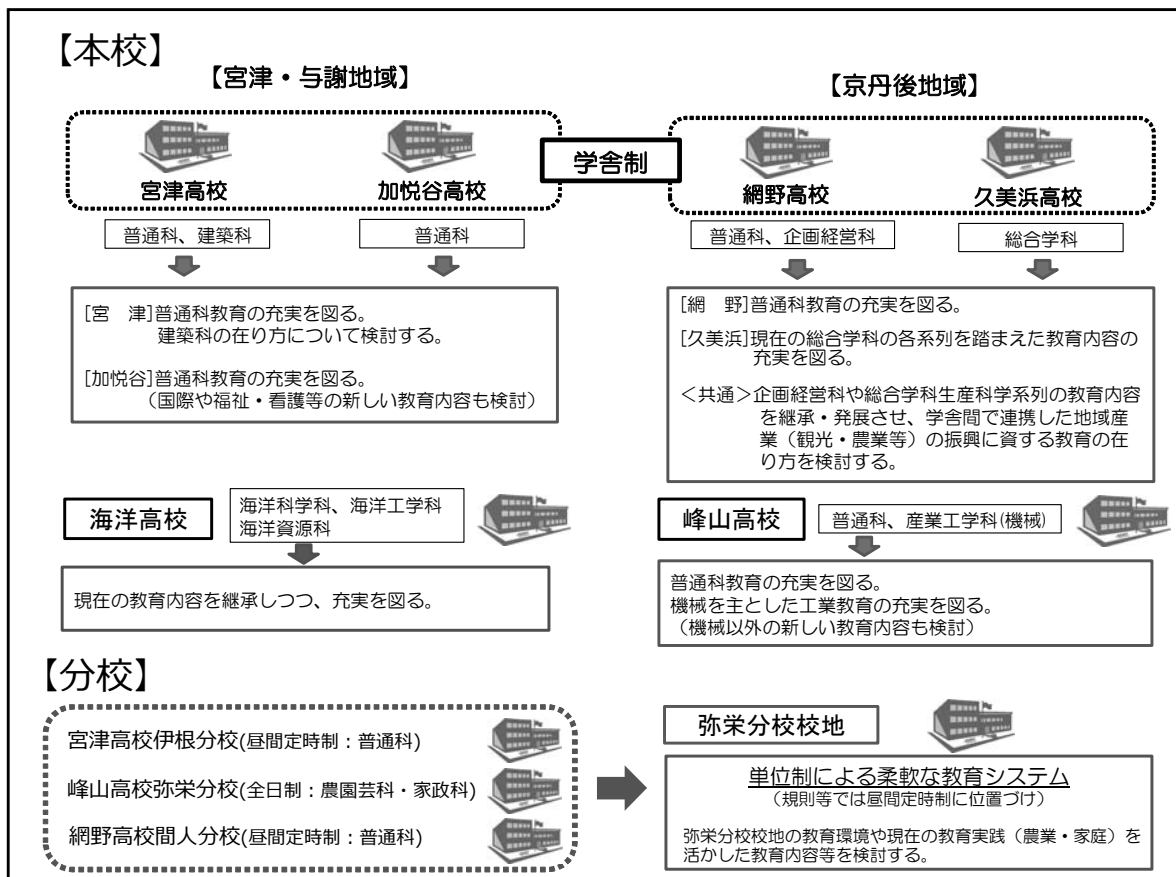 【本校】
【宮津・与謝地域】
宮津高校
加悦谷高校
学舎制
【京丹後地域】
網野高校
久美浜高校
普通科、建築科
普通科
普通科、企画経営科
総合学科
[宮　津]普通科教育の充実を図る。
建築科の在り方について検討する。
[加悦谷]普通科教育の充実を図る。
（国際や福祉・看護等の新しい教育内容も検討）
[網　野]普通科教育の充実を図る。
[久美浜]現在の総合学科の各系列を踏まえた教育内容の
充実を図る。
＜共通＞企画経営科や総合学科生産科学系列の教育内容
を継承・発展させ、学舎間で連携した地域産
業（観光・農業等）の振興に資する教育の在
り方を検討する。
海洋高校
海洋科学科、海洋工学科
海洋資源科
現在の教育内容を継承しつつ、充実を図る。
峰山高校
普通科、産業工学科(機械)
普通科教育の充実を図る。
機械を主とした工業教育の充実を図る。
（機械以外の新しい教育内容も検討）
【分校】
宮津高校伊根分校(昼間定時制：普通科)
峰山高校弥栄分校(全日制：農園芸科・家政科)
網野高校間人分校(昼間定時制：普通科)
弥栄分校校地
単位制による柔軟な教育システム
（規則等では昼間定時制に位置づけ）
弥栄分校校地の教育環境や現在の教育実践（農業・家庭）を
活かした教育内容等を検討する。